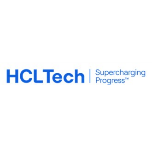 HCLTech | Supercharging
Progress™